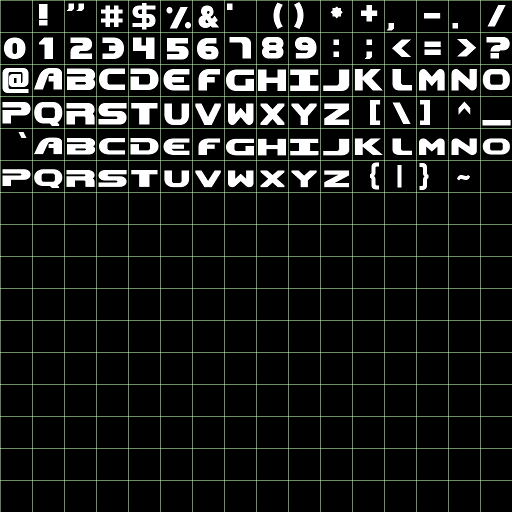 ! " # $ % & ' ( ) * + , - . /
0 1 2 3 4 5 6 7 8 9 : ; < = > ?
@ A B C D E F G H I J K L M N O
P Q R S T U V W X Y Z [ \ ] ^ _
` A B C D E F G H I J K L M N O
P Q R S T U V W X Y Z { | } ~